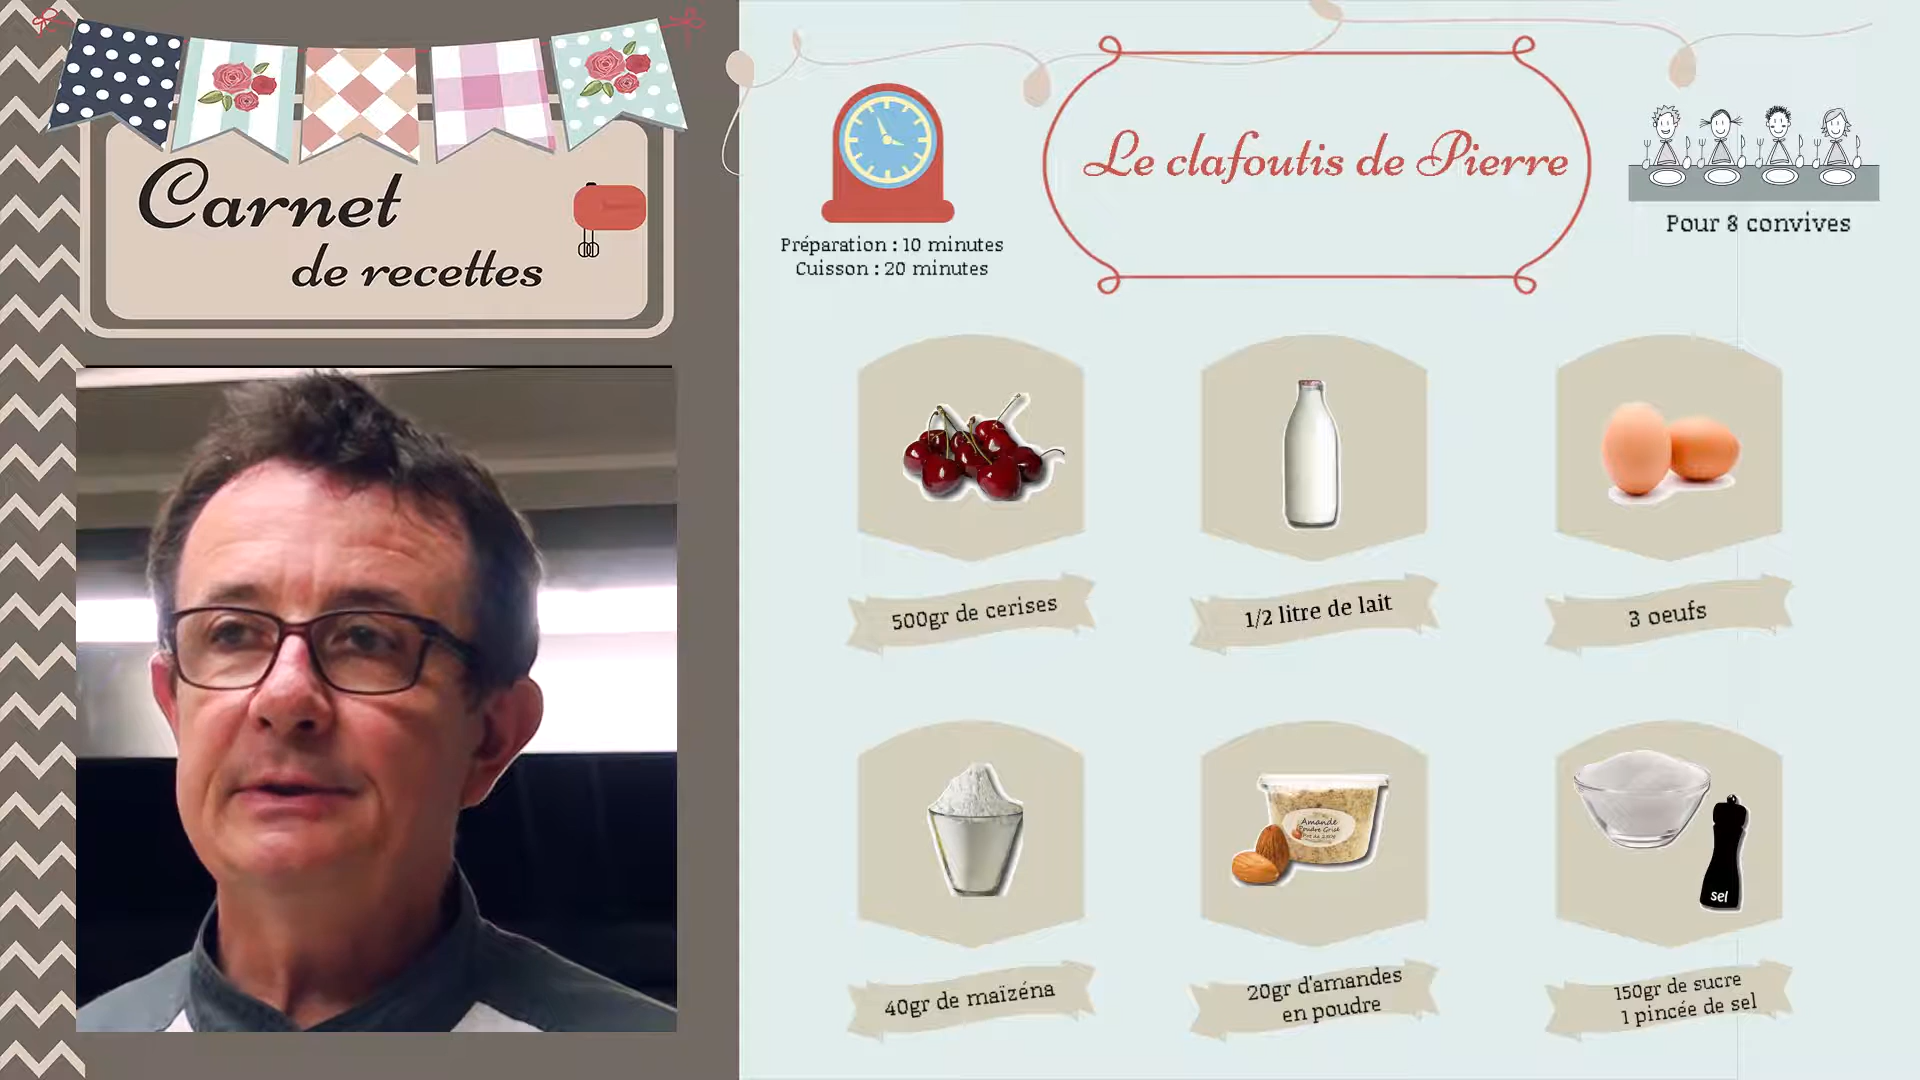 Carnet
de recettes
Préparation : 10 minutes
Cuisson : 20 minutes
Le clafoutis de Pierre
Pour 8 convives
500gr de cerises
1/2 litre de lait
3 oeufs
40gr de maïzéna
Amande
Poudre Grise
20gr d'amandes
en poudre
sel
150gr de sucre
1 pincée de sel